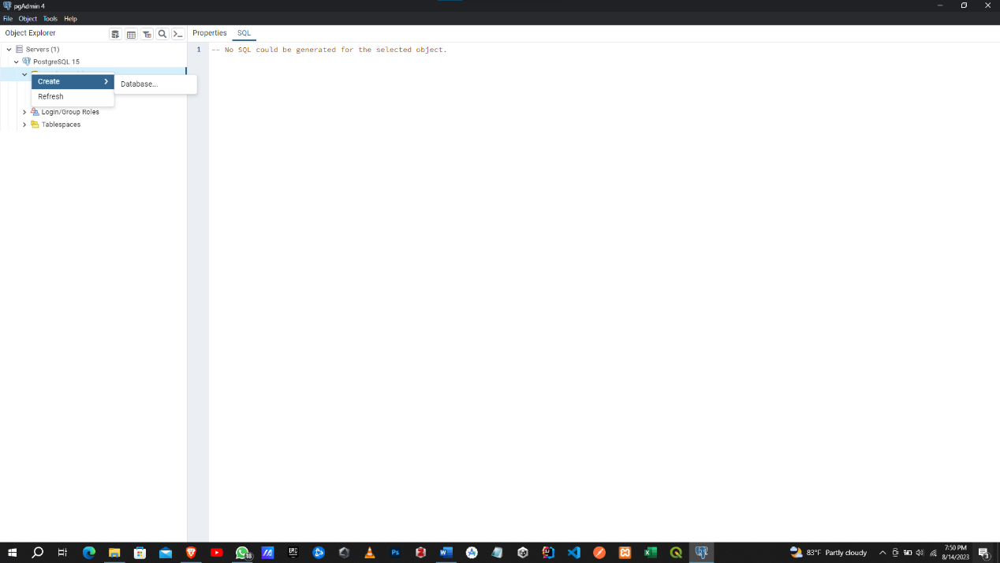 pgAdmin 4
File Object Tools Help
Object Explorer
Properties SQL
Servers (1)
1 -- No SQL could be generated for the selected object.
PostgreSQL 15
Create
Database...
Refresh
Login/Group Roles
Tablespaces
18
Ps
83°F Partly cloudy
7:50 PM
8/14/2023
3